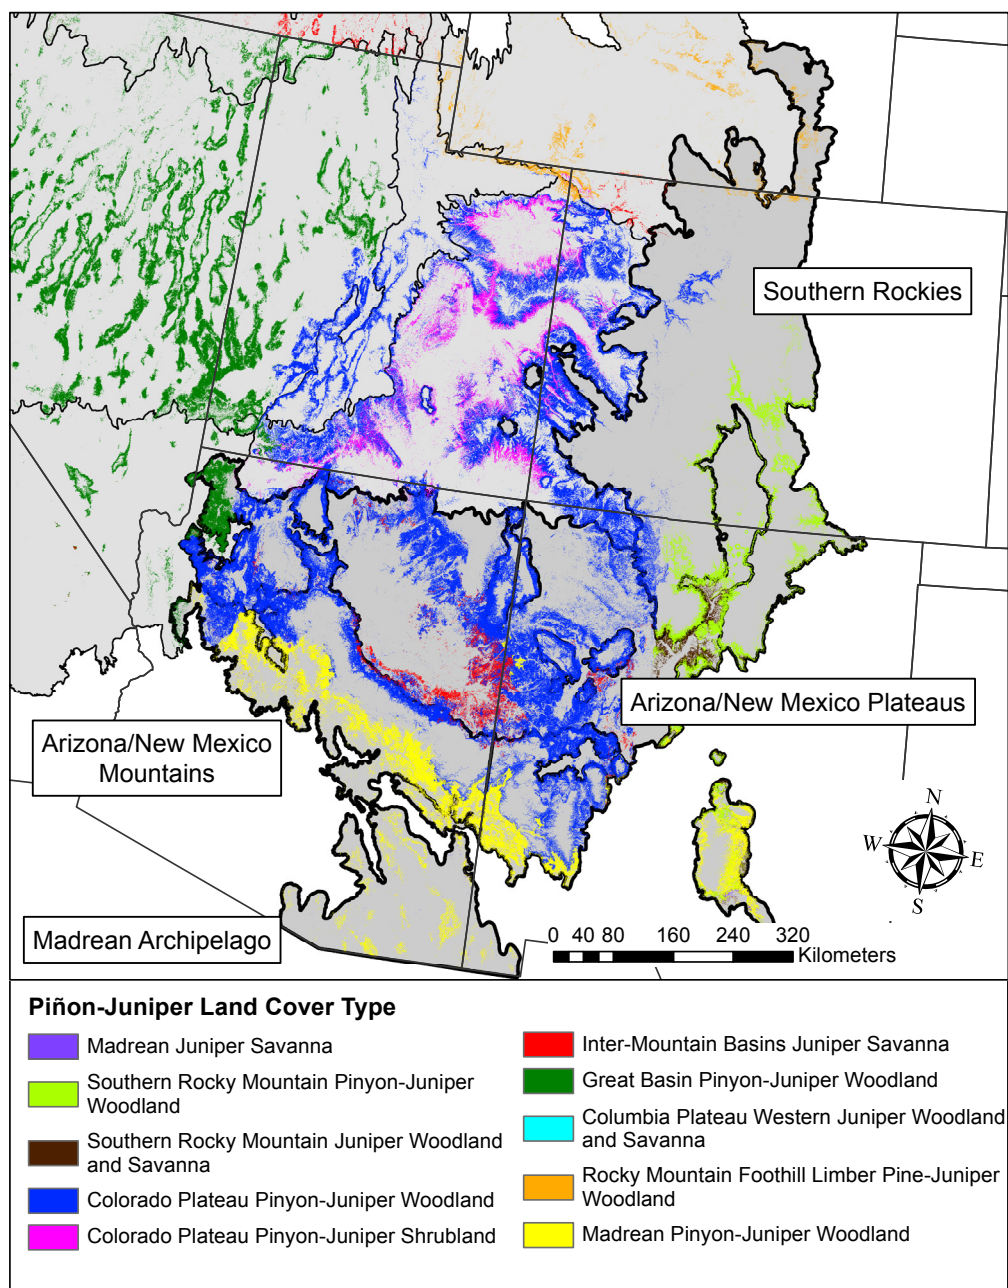 Southern Rockies
Arizona/New Mexico Plateaus
Arizona/New Mexico
Mountains
Madrean Archipelago
N
W
E
S
0 20 40 80 160 240 320
Kilometers
Piñon-Juniper Land Cover Type
Madrean Juniper Savanna
Southern Rocky Mountain Pinyon-Juniper
Woodland
Southern Rocky Mountain Juniper Woodland
and Savanna
Colorado Plateau Pinyon-Juniper Woodland
Colorado Plateau Pinyon-Juniper Shrubland
Inter-Mountain Basins Juniper Savanna
Great Basin Pinyon-Juniper Woodland
Columbia Plateau Western Juniper Woodland
and Savanna
Rocky Mountain Foothill Limber Pine-Juniper
Woodland
Madrean Pinyon-Juniper Woodland